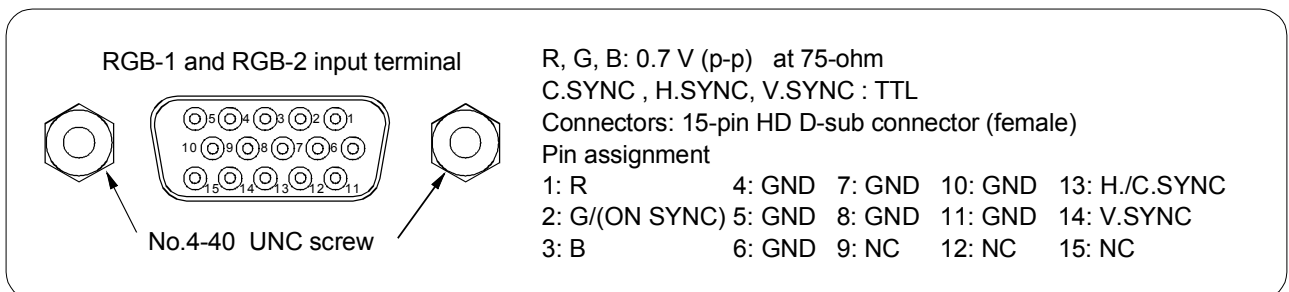 RGB-1 and RGB-2 input terminal
5 4 3 2 1
10 9 8 7 6
15 14 13 12 11
No.4-40 UNC screw
R, G, B: 0.7 V (p-p) at 75-ohm
C.SYNC , H.SYNC, V.SYNC : TTL
Connectors: 15-pin HD D-sub connector (female)
Pin assignment
1: R 4: GND 7: GND 10: GND 13: H./C.SYNC
2: G/(ON SYNC) 5: GND 8: GND 11: GND 14: V.SYNC
3: B 6: GND 9: NC 12: NC 15: NC